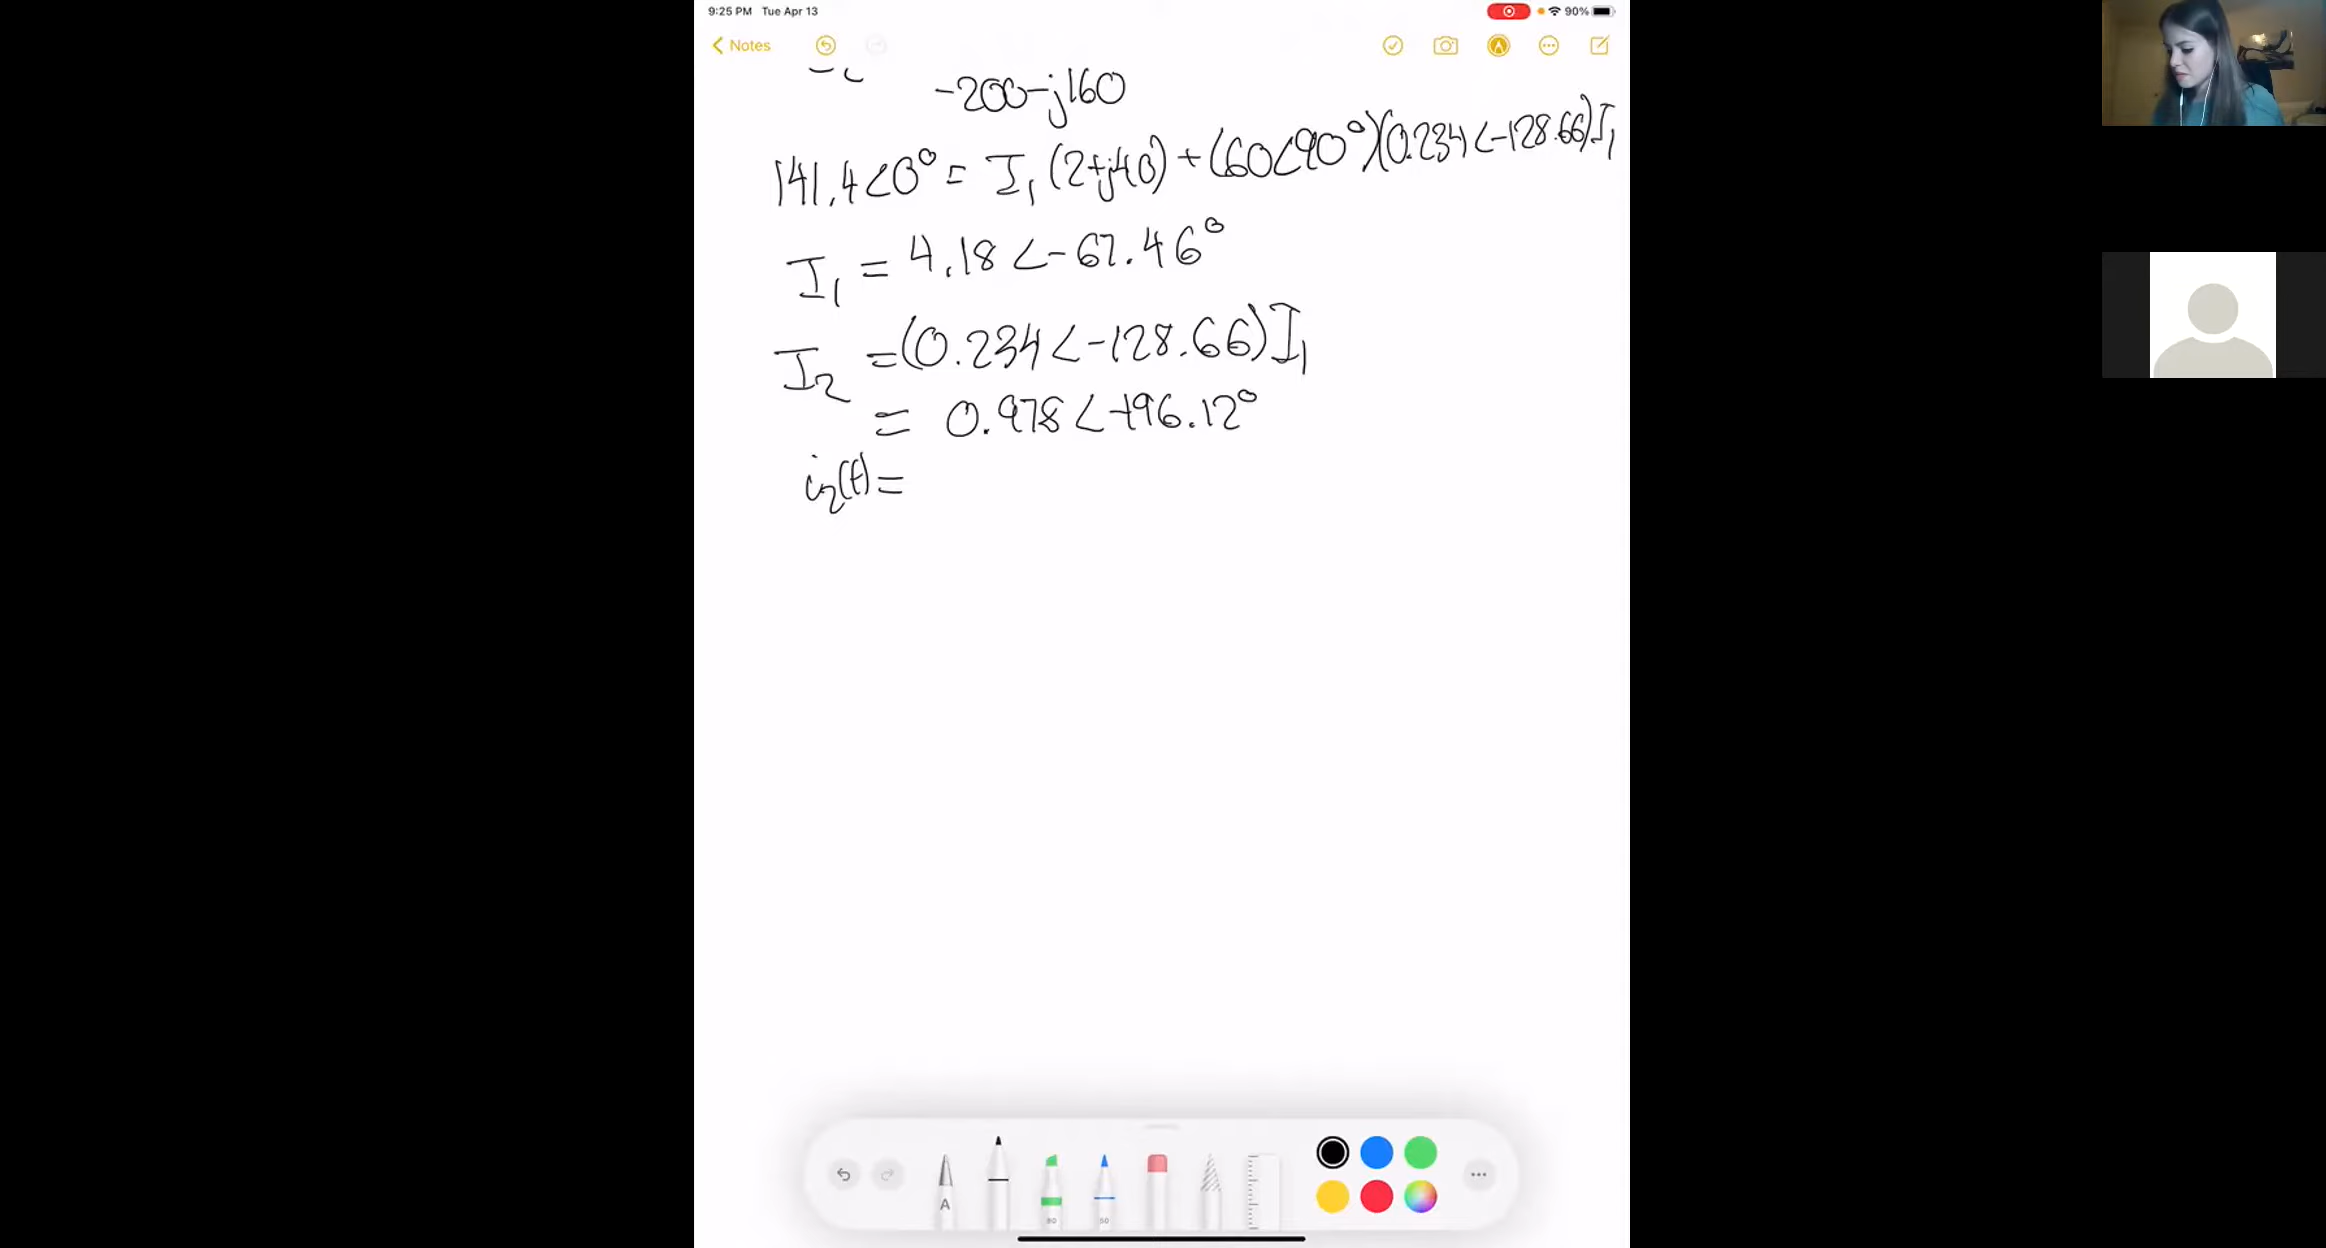 9:25 PM Tue Apr 13
90%
Notes
-200-j160
141.4<0° = I₁ (2+j40) + (60<90°)(0.234<-128.66)I₁
I₁ = 4.18<-67.46°
I₂ = (0.234<-128.66)I₁
= 0.978<-196.12°
i₂(t) =
A
80
50